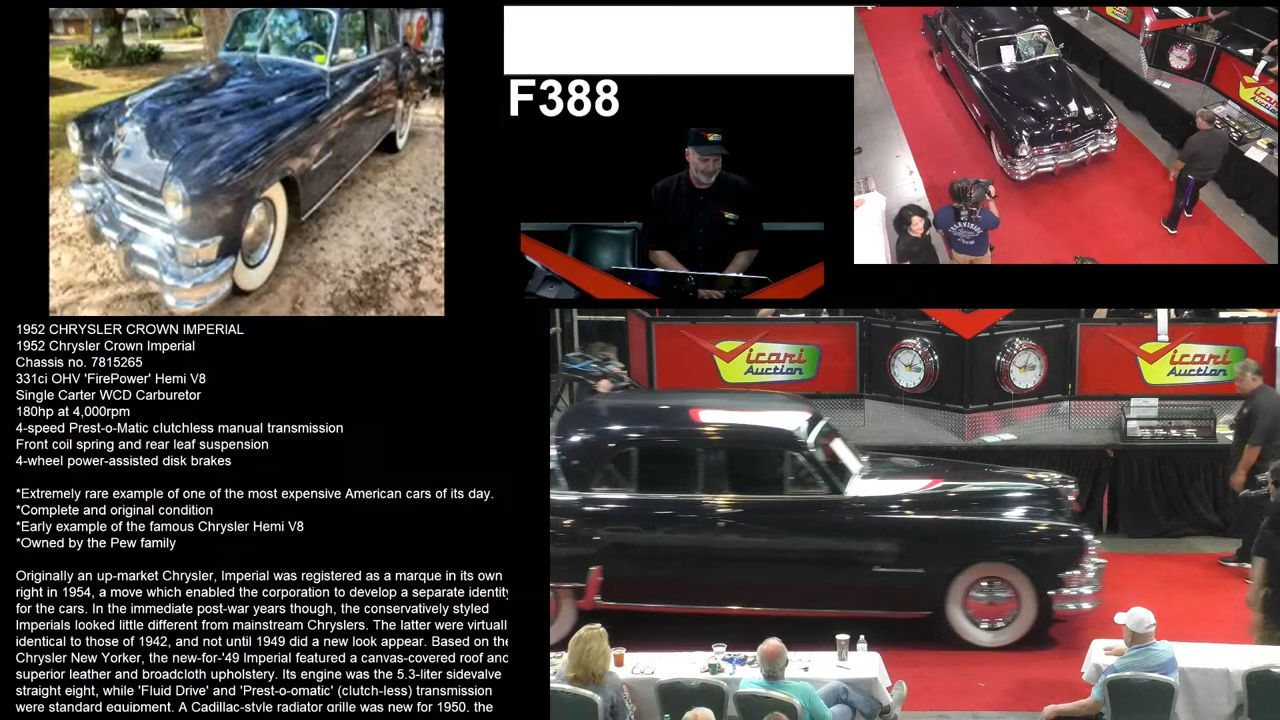 F388
1952 CHRYSLER CROWN IMPERIAL
1952 Chrysler Crown Imperial
Chassis no. 7815265
331ci OHV 'FirePower' Hemi V8
Single Carter WCD Carburetor
180hp at 4,000rpm
4-speed Prest-o-Matic clutchless manual transmission
Front coil spring and rear leaf suspension
4-wheel power-assisted disk brakes
*Extremely rare example of one of the most expensive American cars of its day.
*Complete and original condition
*Early example of the famous Chrysler Hemi V8
*Owned by the Pew family
Originally an up-market Chrysler, Imperial was registered as a marque in its own
right in 1954, a move which enabled the corporation to develop a separate identity
for the cars. In the immediate post-war years though, the conservatively styled
Imperials looked little different from mainstream Chryslers. The latter were virtuall
identical to those of 1942, and not until 1949 did a new look appear. Based on the
Chrysler New Yorker, the new-for-'49 Imperial featured a canvas-covered roof and
superior leather and broadcloth upholstery. Its engine was the 5.3-liter sidevalve
straight eight, while 'Fluid Drive' and 'Prest-o-omatic' (clutch-less) transmission
were standard equipment. A Cadillac-style radiator grille was new for 1950, the
Vicari
Auction
Vicari
Auction
Vicari
Auction
TELEVISION